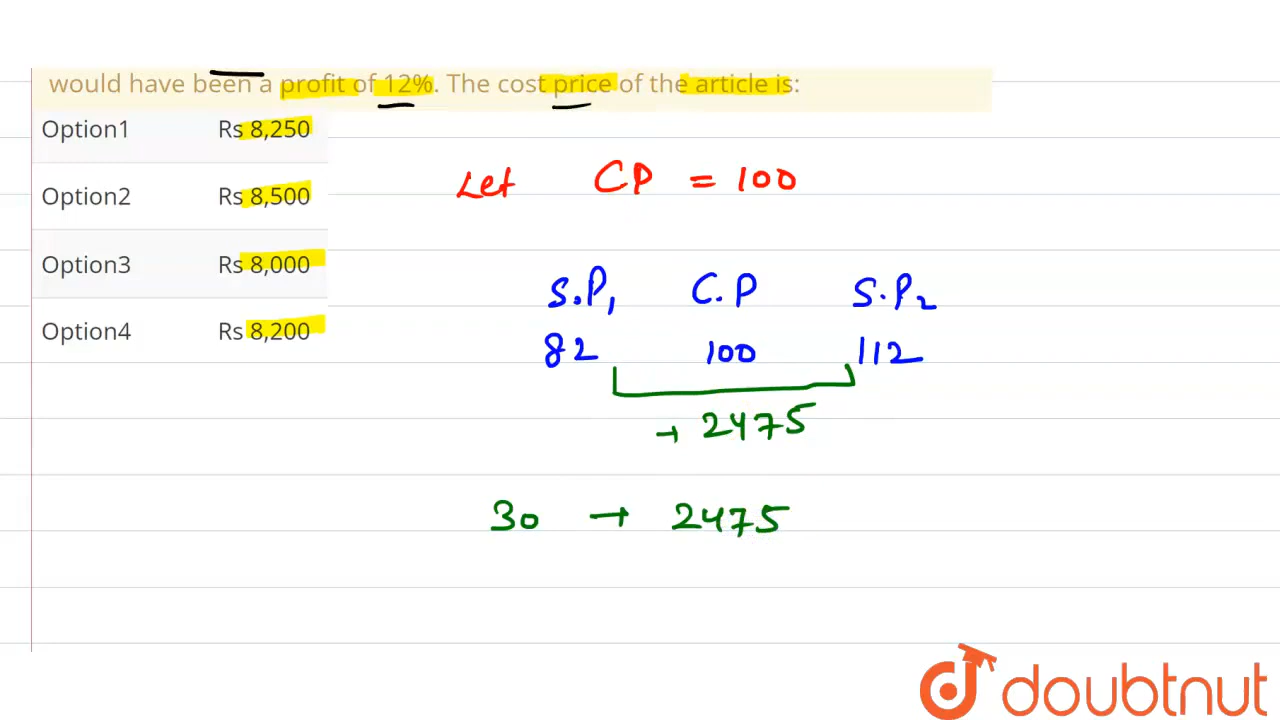 would have been a profit of 12%. The cost price of the article is:
Option1 Rs 8,250
Option2 Rs 8,500
Option3 Rs 8,000
Option4 Rs 8,200
Let CP = 100
S.P1 C.P S.P2
82 100 112
→ 2475
30 → 2475
doubtnut